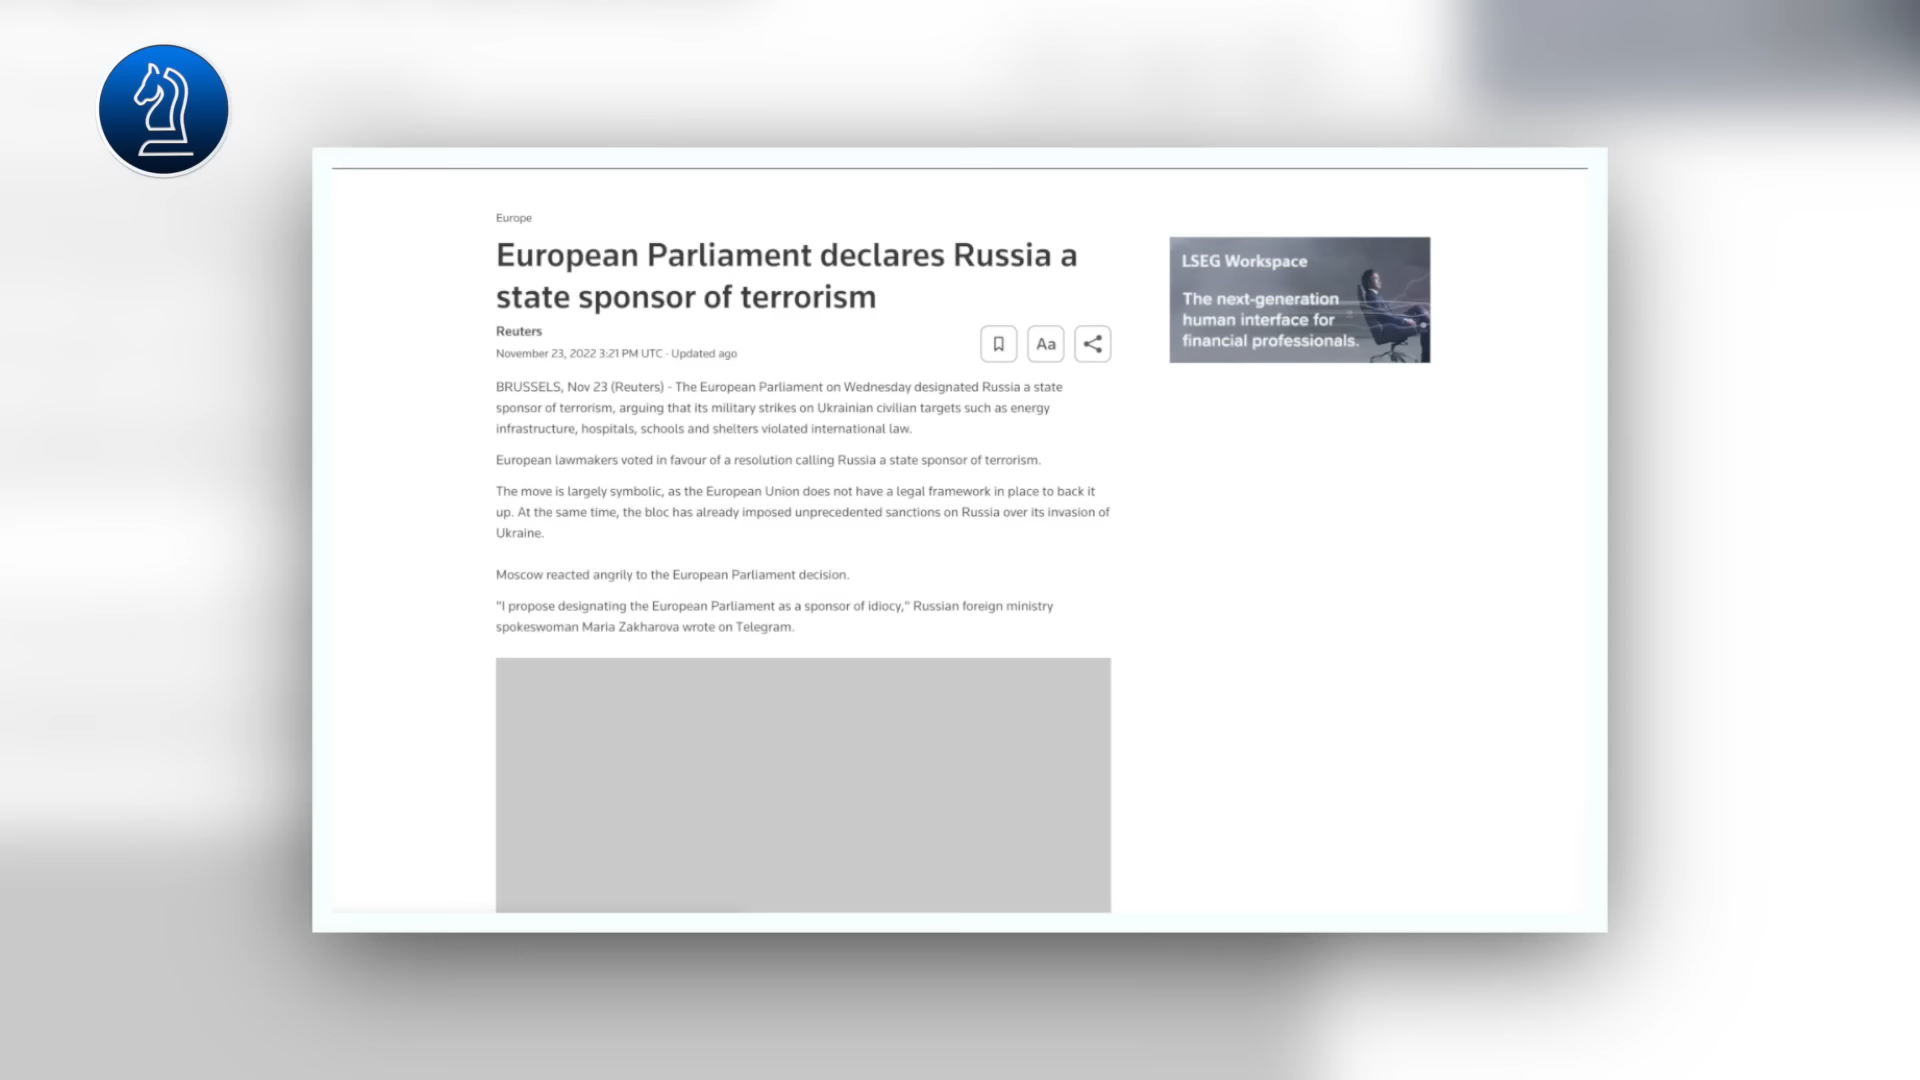 Europe
European Parliament declares Russia a
state sponsor of terrorism
Reuters
November 23, 2022 3:21 PM UTC · Updated ago
Aa
BRUSSELS, Nov 23 (Reuters) - The European Parliament on Wednesday designated Russia a state
sponsor of terrorism, arguing that its military strikes on Ukrainian civilian targets such as energy
infrastructure, hospitals, schools and shelters violated international law.
European lawmakers voted in favour of a resolution calling Russia a state sponsor of terrorism.
The move is largely symbolic, as the European Union does not have a legal framework in place to back it
up. At the same time, the bloc has already imposed unprecedented sanctions on Russia over its invasion of
Ukraine.
Moscow reacted angrily to the European Parliament decision.
"I propose designating the European Parliament as a sponsor of idiocy," Russian foreign ministry
spokeswoman Maria Zakharova wrote on Telegram.
LSEG Workspace
The next-generation
human interface for
financial professionals.